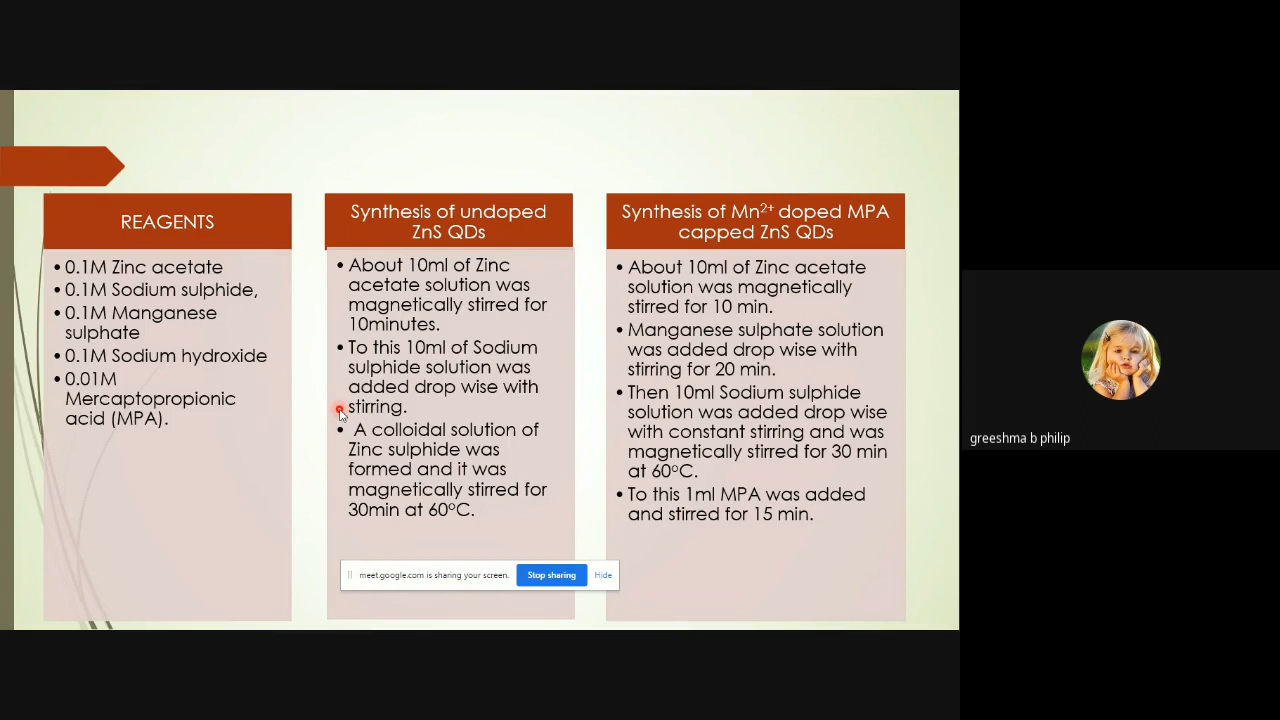 REAGENTS
• 0.1M Zinc acetate
• 0.1M Sodium sulphide,
• 0.1M Manganese
sulphate
• 0.1M Sodium hydroxide
• 0.01M
Mercaptopropionic
acid (MPA).
Synthesis of undoped
ZnS QDs
• About 10ml of Zinc
acetate solution was
magnetically stirred for
10minutes.
• To this 10ml of Sodium
sulphide solution was
added drop wise with
stirring.
• A colloidal solution of
Zinc sulphide was
formed and it was
magnetically stirred for
30min at 60°C.
Synthesis of Mn²⁺ doped MPA
capped ZnS QDs
• About 10ml of Zinc acetate
solution was magnetically
stirred for 10 min.
• Manganese sulphate solution
was added drop wise with
stirring for 20 min.
• Then 10ml Sodium sulphide
solution was added drop wise
with constant stirring and was
magnetically stirred for 30 min
at 60°C.
• To this 1ml MPA was added
and stirred for 15 min.
meet.google.com is sharing your screen. Stop sharing Hide
greeshma b philip